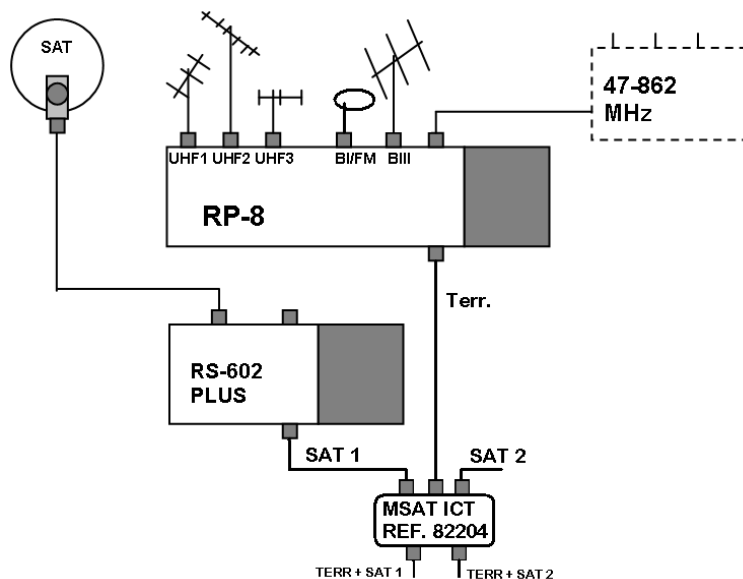 SAT
47-862
MHz
UHF1 UHF2 UHF3 BI/FM BIII
RP-8
Terr.
RS-602
PLUS
SAT 1
SAT 2
MSAT ICT
REF. 82204
TERR + SAT 1
TERR + SAT 2